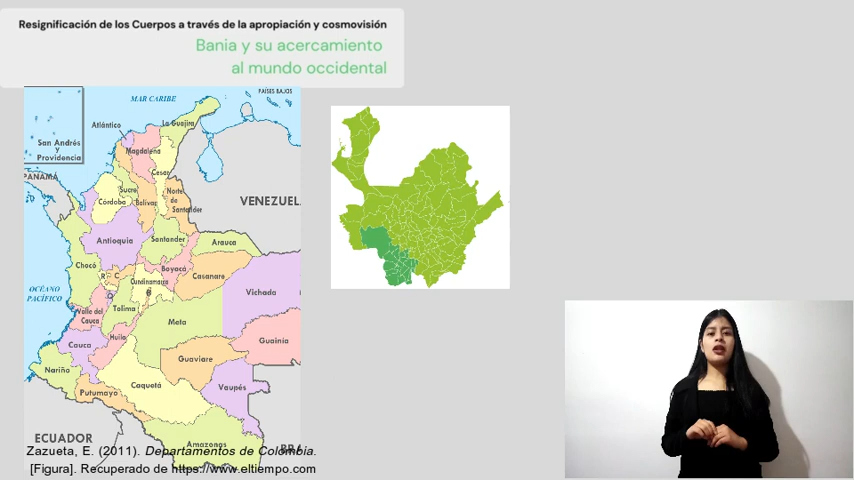 Resignificación de los Cuerpos a través de la apropiación y cosmovisión
Bania y su acercamiento
al mundo occidental
MAR CARIBE
PAÍSES BAJOS
San Andrés
y
Providencia
Atlántico
La Guajira
Magdalena
Cesar
PANAMÁ
Sucre
Córdoba
Bolívar
Norte
de
Santander
VENEZUEL
Antioquia
Santander
Arauca
Chocó
Boyacá
R
C
Casanare
Cundinamarca
OCÉANO
PACÍFICO
Q
B
Vichada
Valle del
Cauca
Tolima
Meta
Cauca
Huila
Guainía
Guaviare
Nariño
Caquetá
Vaupés
Putumayo
ECUADOR
Amazonas
BRA
Zazueta, E. (2011). Departamentos de Colombia.
[Figura]. Recuperado de https://www.eltiempo.com